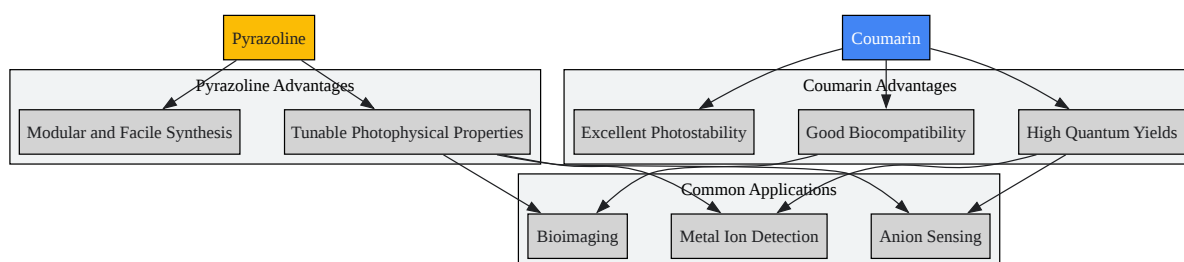 Pyrazoline
Coumarin
Pyrazoline Advantages
Coumarin Advantages
Modular and Facile Synthesis
Tunable Photophysical Properties
Excellent Photostability
Good Biocompatibility
High Quantum Yields
Common Applications
Bioimaging
Metal Ion Detection
Anion Sensing